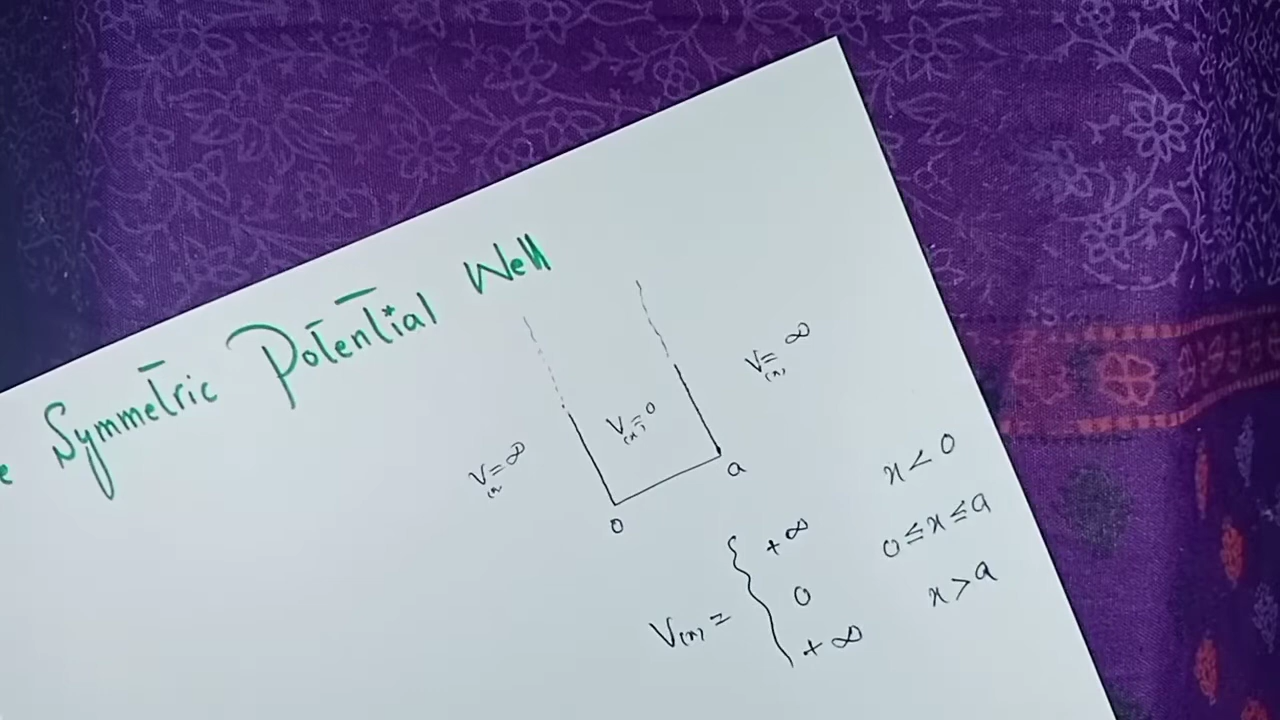 e Symmetric Potential Well
V(x)=∞
V(x)=0
V(x)=∞
0
a
V(x) = { +∞ x < 0
0 0 ≤ x ≤ a
+∞ x > a